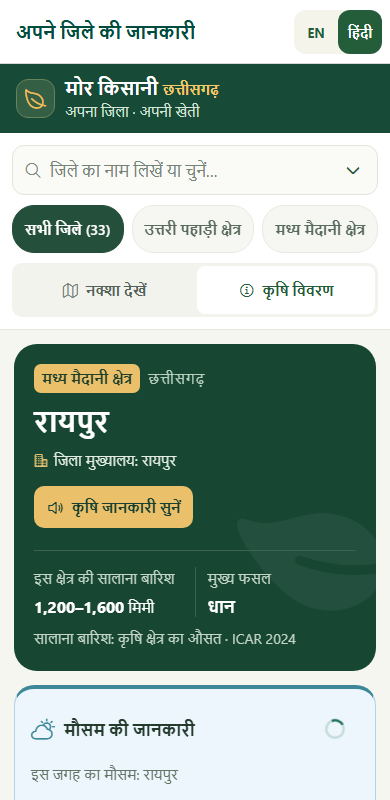 अपने जिले की जानकारी
EN
हिंदी
मोर किसानी छत्तीसगढ़
अपना जिला · अपनी खेती
जिले का नाम लिखें या चुनें...
सभी जिले (33)
उत्तरी पहाड़ी क्षेत्र
मध्य मैदानी क्षेत्र
नक्शा देखें
कृषि विवरण
मध्य मैदानी क्षेत्र
छत्तीसगढ़
रायपुर
जिला मुख्यालय: रायपुर
कृषि जानकारी सुनें
इस क्षेत्र की सालाना बारिश
1,200–1,600 मिमी
मुख्य फसल
धान
सालाना बारिश: कृषि क्षेत्र का औसत · ICAR 2024
मौसम की जानकारी
इस जगह का मौसम: रायपुर